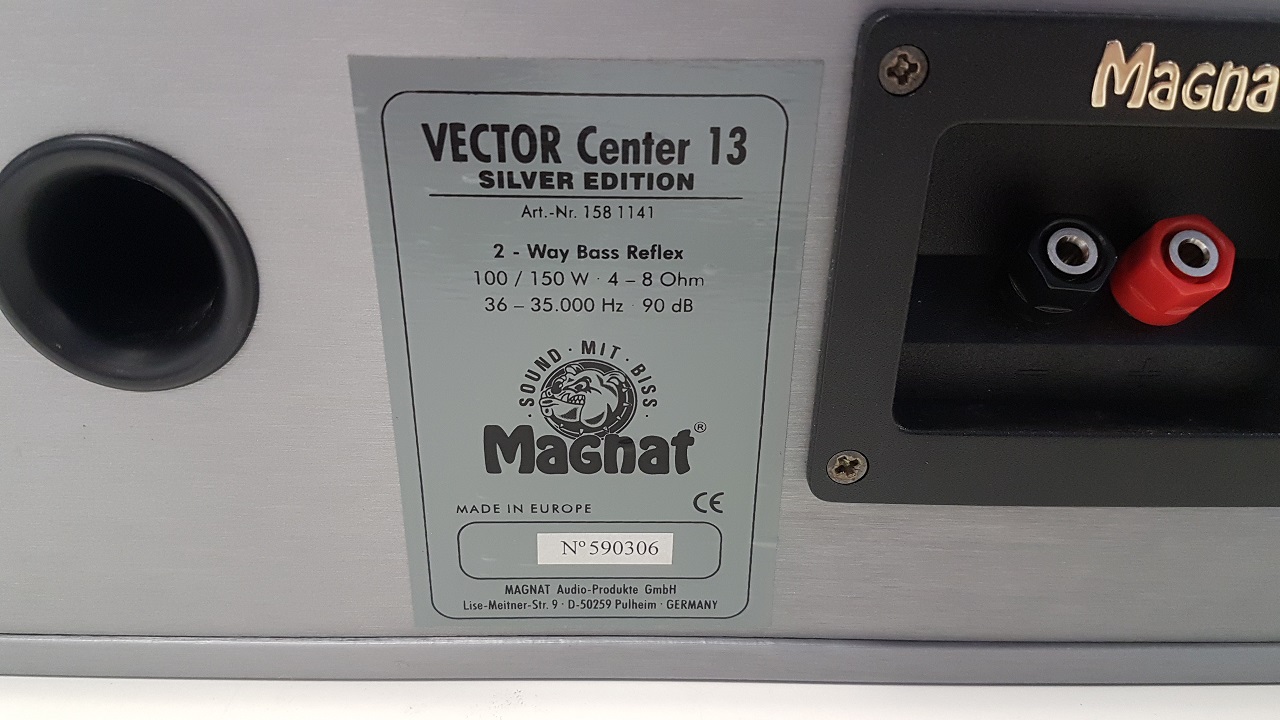 VECTOR Center 13
SILVER EDITION
Art.-Nr. 158 1141
2 - Way Bass Reflex
100 / 150 W · 4 – 8 Ohm
36 – 35.000 Hz · 90 dB
· SOUND · MIT · BISS ·
Magnat®
MADE IN EUROPE CE
Nº 590306
MAGNAT Audio-Produkte GmbH
Lise-Meitner-Str. 9 · D-50259 Pulheim · GERMANY
Magna
− +